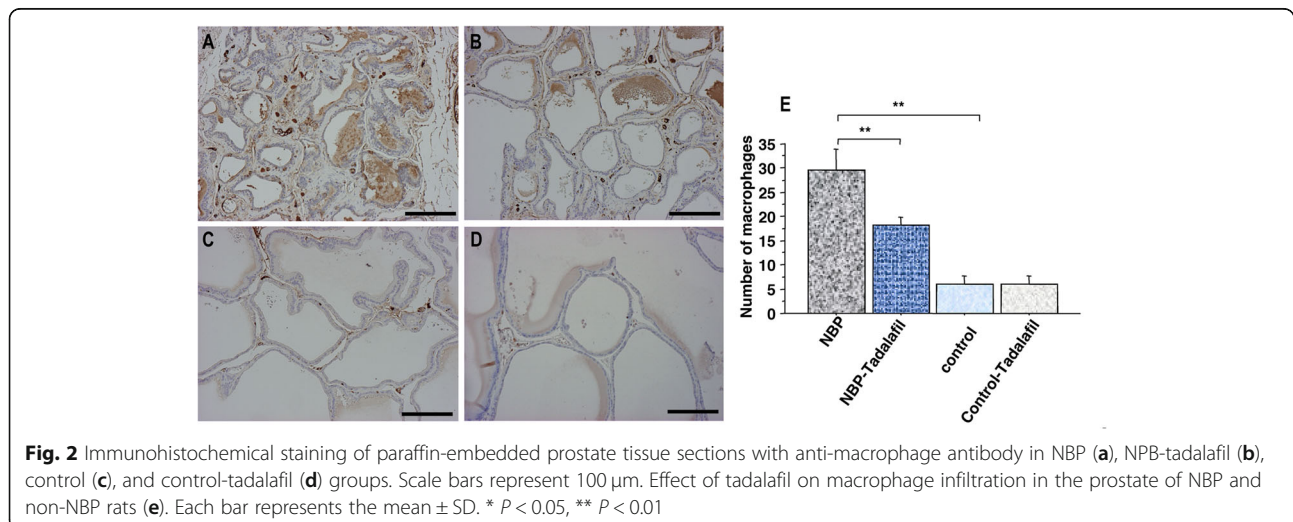 A
B
C
D
E
**
**
Number of macrophages
35
30
25
20
15
10
5
0
NBP
NBP-Tadalafil
control
Control-Tadalafil
Fig. 2 Immunohistochemical staining of paraffin-embedded prostate tissue sections with anti-macrophage antibody in NBP (a), NPB-tadalafil (b),
control (c), and control-tadalafil (d) groups. Scale bars represent 100 μm. Effect of tadalafil on macrophage infiltration in the prostate of NBP and
non-NBP rats (e). Each bar represents the mean ± SD. * P < 0.05, ** P < 0.01